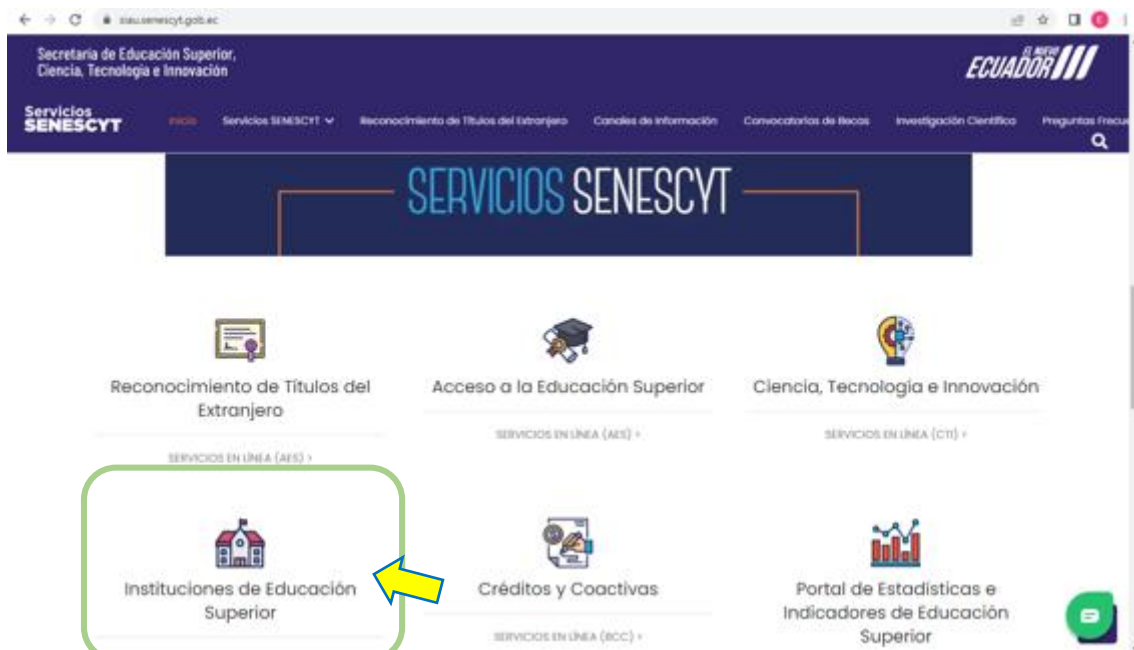 siau.senescyt.gob.ec
Secretaria de Educación Superior,
Ciencia, Tecnología e Innovación
EL NUEVO
ECUADOR
Servicios
SENESCYT
Inicio
Servicios SENESCYT
Reconocimiento de Títulos del Extranjero
Canales de Información
Convocatorias de Becas
Investigación Científica
Preguntas Frecue
SERVICIOS SENESCYT
Reconocimiento de Títulos del
Extranjero
SERVICIOS EN LÍNEA (AES) >
Acceso a la Educación Superior
SERVICIOS EN LÍNEA (AES) >
Ciencia, Tecnología e Innovación
SERVICIOS EN LÍNEA (CTI) >
Instituciones de Educación
Superior
Créditos y Coactivas
SERVICIOS EN LÍNEA (BCC) >
Portal de Estadísticas e
Indicadores de Educación
Superior